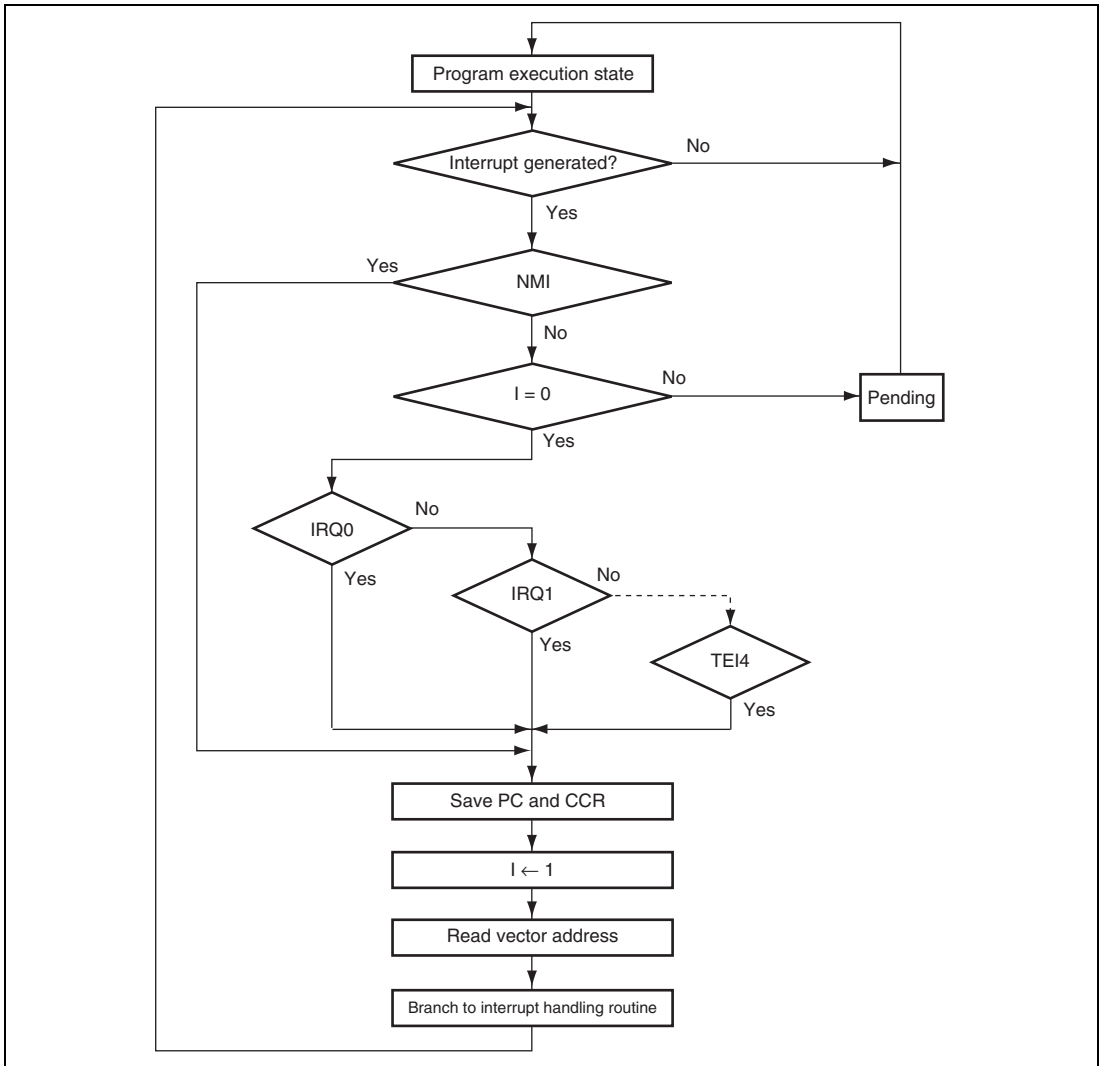 Program execution state
Interrupt generated?
No
Yes
Yes
NMI
No
I = 0
No
Pending
Yes
IRQ0
No
Yes
IRQ1
No
Yes
TEI4
Yes
Save PC and CCR
I ← 1
Read vector address
Branch to interrupt handling routine